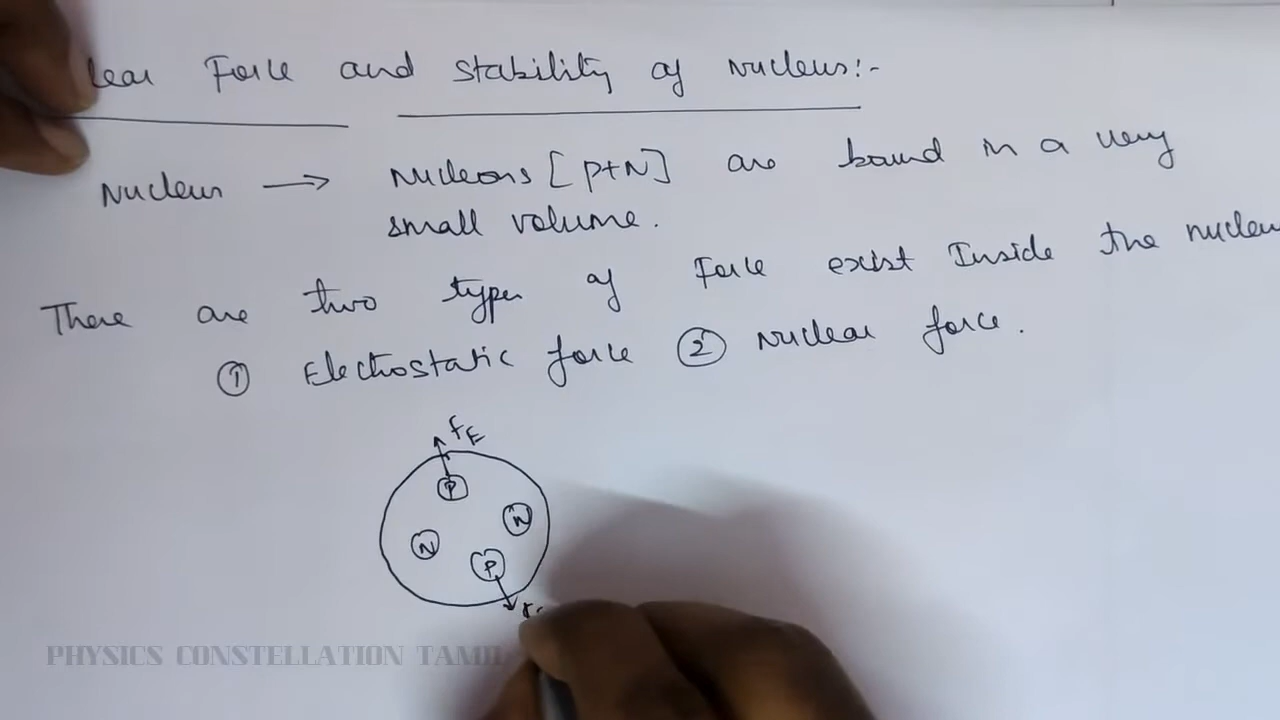 lear Force and stability of nucleus:-
Nucleus → Nucleons [P+N] are bound in a very
small volume.
There are two types of Force exist Inside the nucleu
① Electrostatic force ② Nuclear force.
FE
P
N
N
P
PHYSICS CONSTELLATION TAMIL